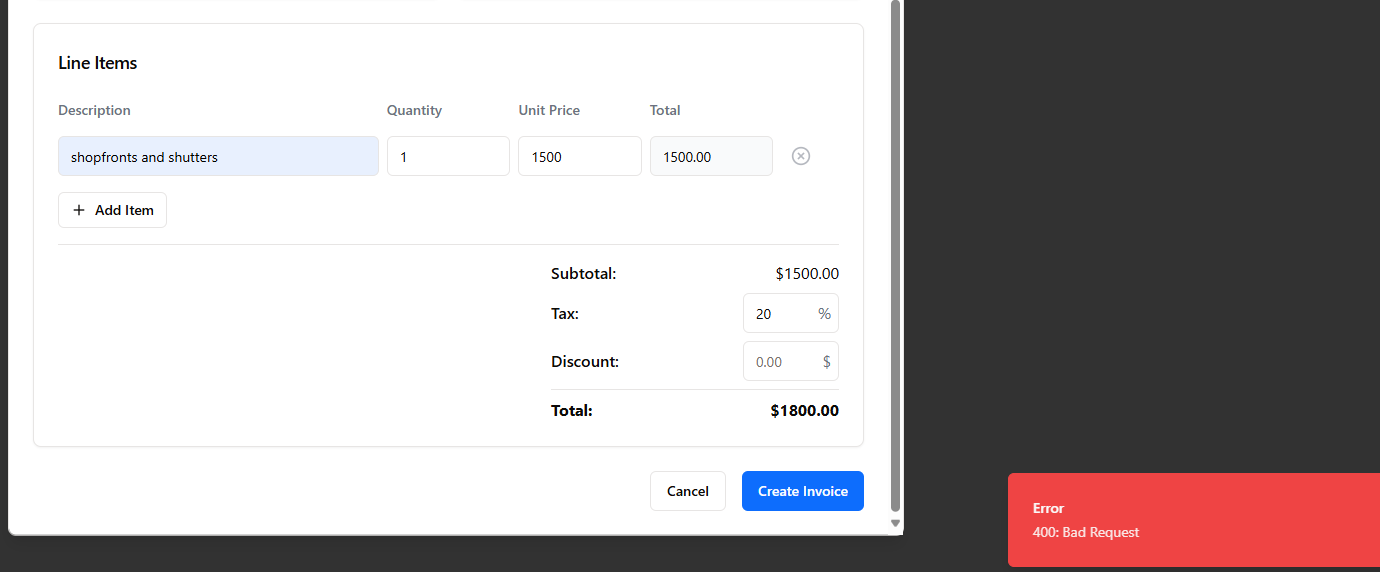 Line Items
Description Quantity Unit Price Total
shopfronts and shutters 1 1500 1500.00
+ Add Item
Subtotal: $1500.00
Tax: 20 %
Discount: 0.00 $
Total: $1800.00
Cancel Create Invoice
Error
400: Bad Request